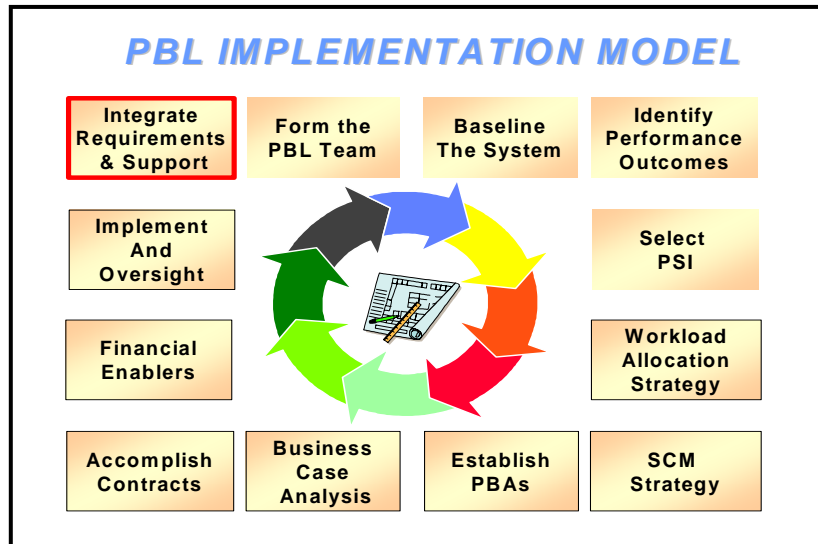 PBL IMPLEMENTATION MODEL
Integrate
Requirements
& Support
Form the
PBL Team
Baseline
The System
Identify
Performance
Outcomes
Implement
And
Oversight
Select
PSI
Financial
Enablers
Workload
Allocation
Strategy
Accomplish
Contracts
Business
Case
Analysis
Establish
PBAs
SCM
Strategy